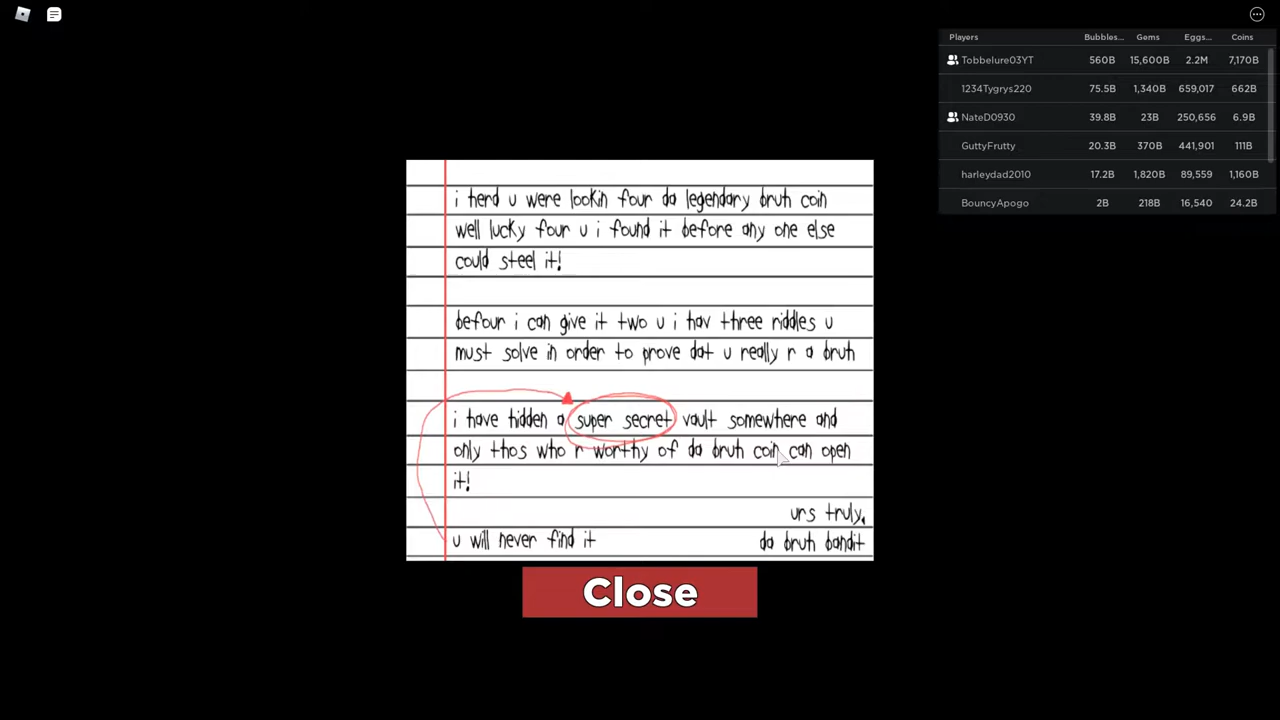 Players Bubbles... Gems Eggs... Coins
Tobbelure03YT 560B 15,600B 2.2M 7,170B
1234Tygrys220 75.5B 1,340B 659,017 662B
NateD0930 39.8B 23B 250,656 6.9B
GuttyFrutty 20.3B 370B 441,901 111B
harleydad2010 17.2B 1,820B 89,559 1,160B
BouncyApogo 2B 218B 16,540 24.2B
i herd u were lookin four da legendary bruh coin
well lucky four u i found it before any one else
could steel it!
befour i can give it two u i hav three riddles u
must solve in order to prove dat u really r a bruh
i have hidden a super secret vault somewhere and
only thos who r worthy of da bruh coin can open
it!
urs truly,
u will never find it da bruh bandit
Close